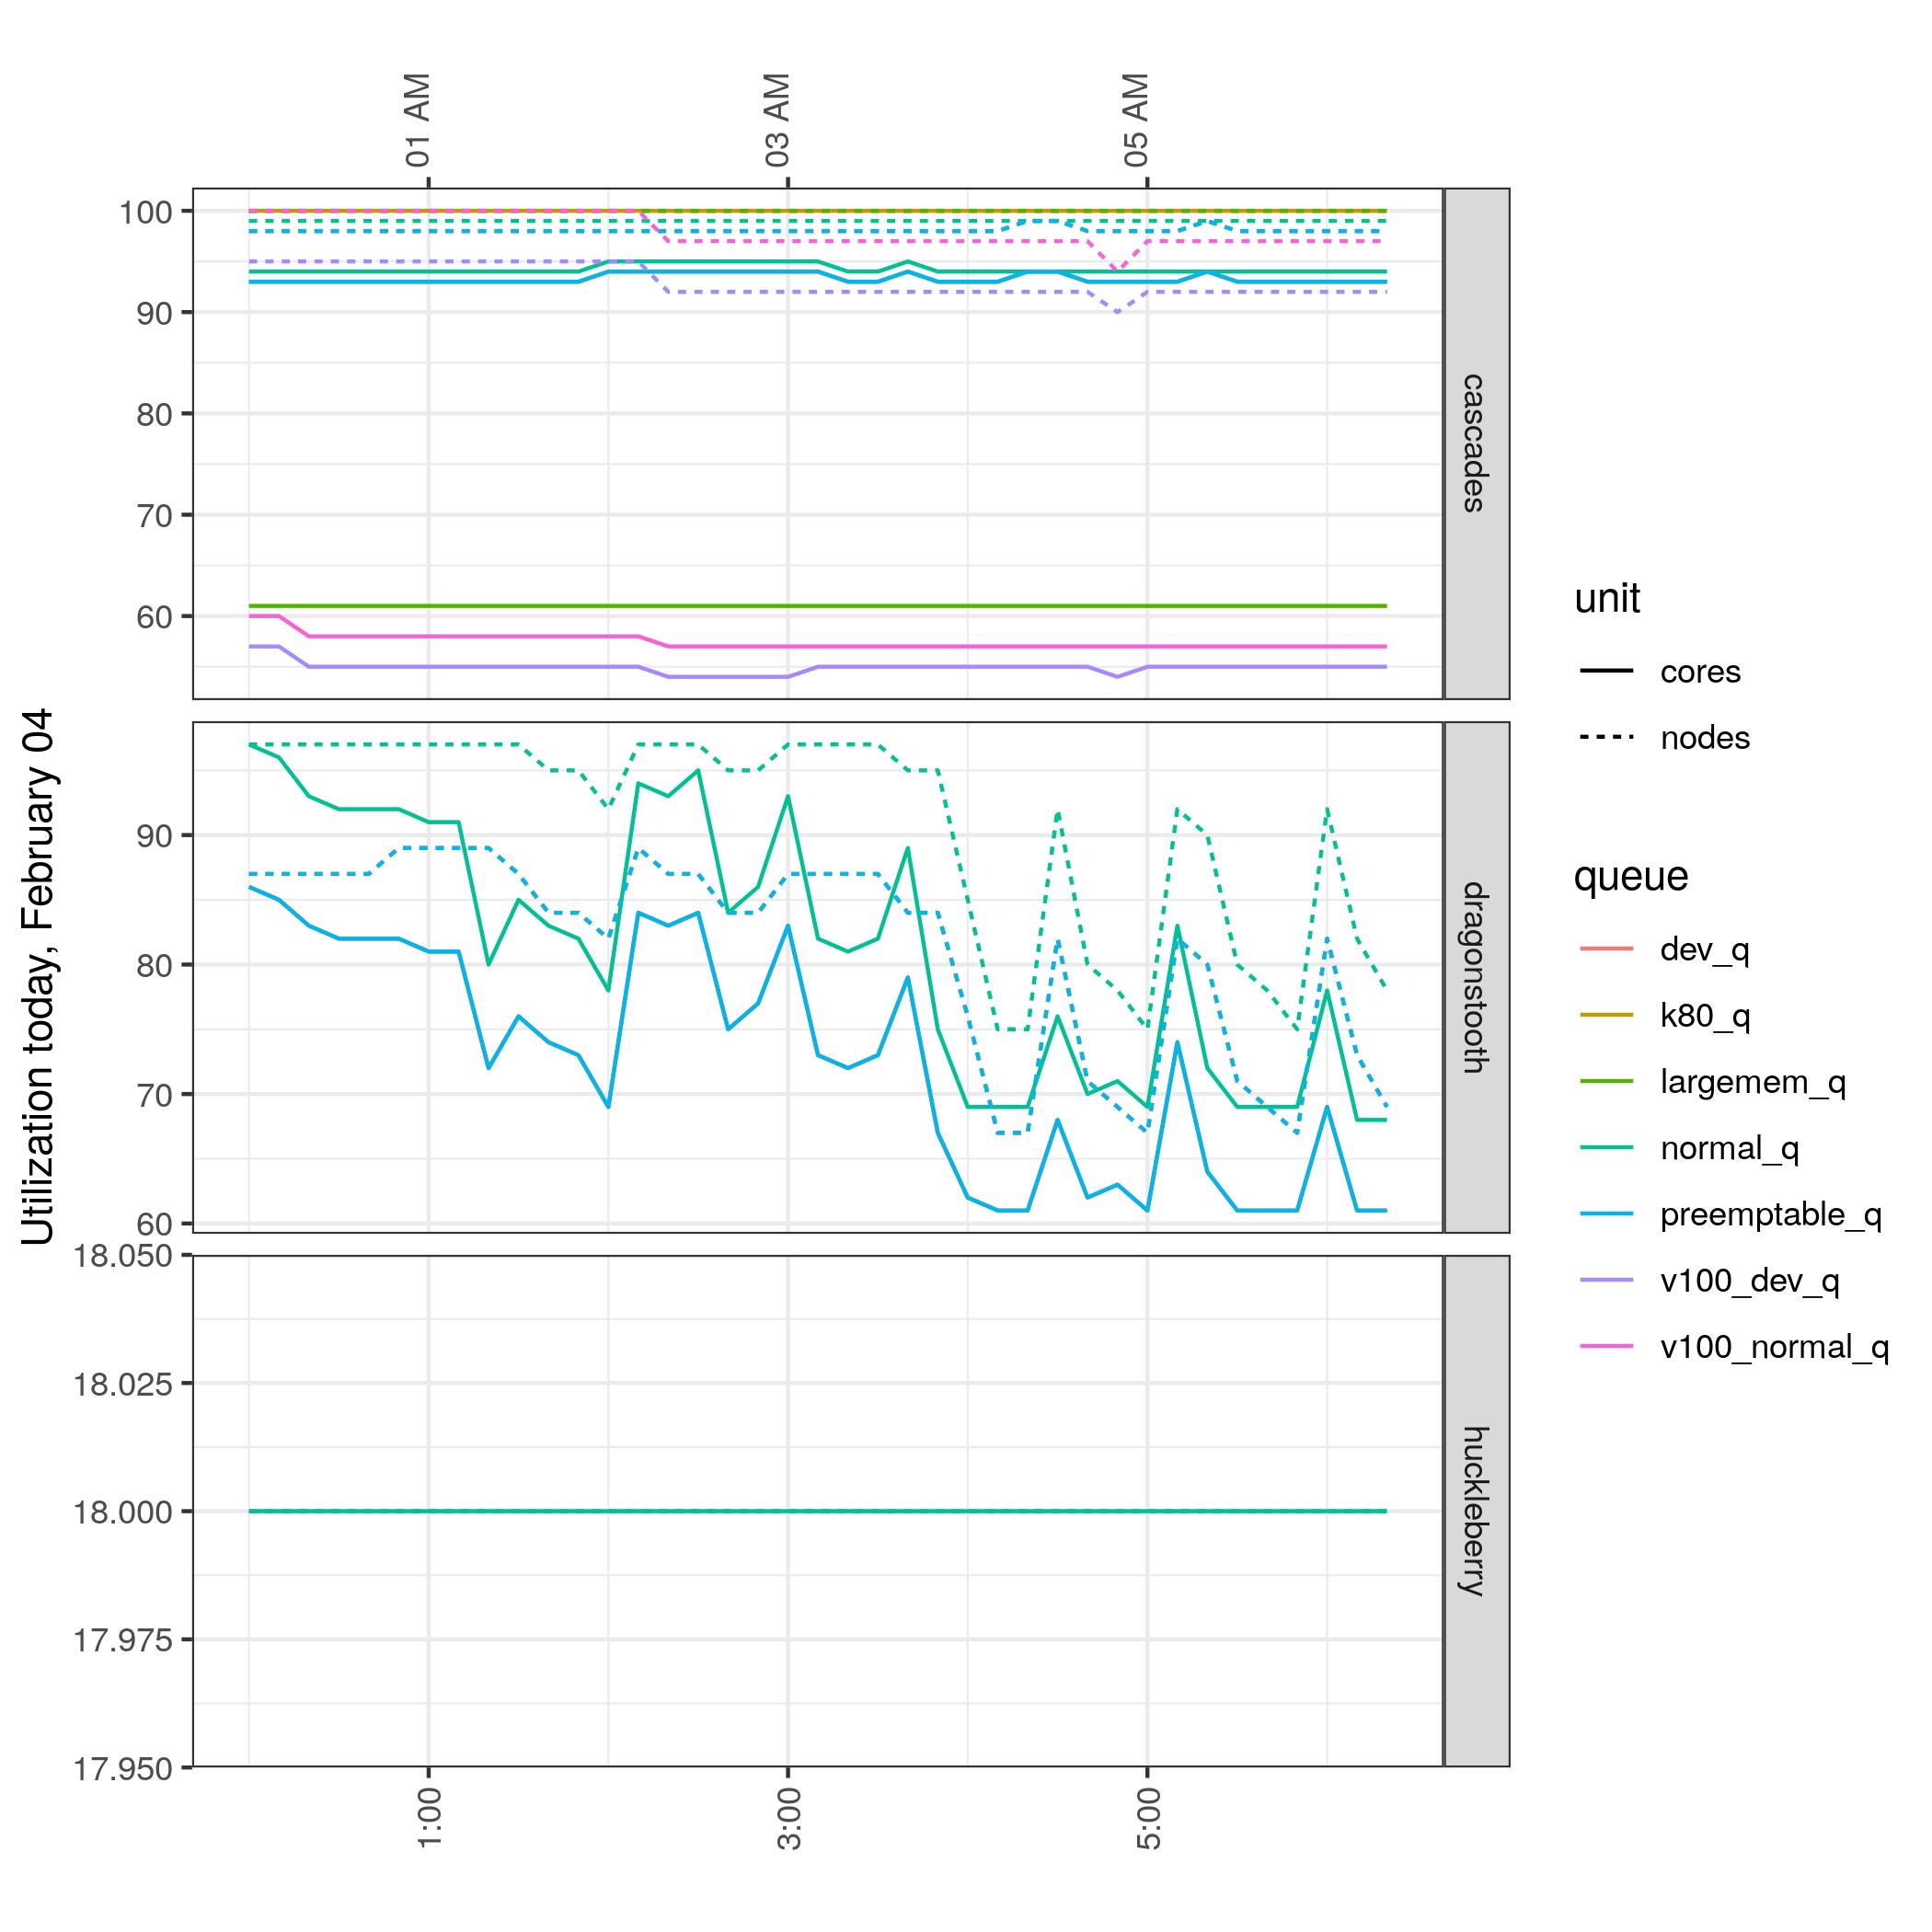 01 AM
03 AM
05 AM
100
90
80
70
60
cascades
90
80
70
60
dragonstooth
18.050
18.025
18.000
17.975
17.950
huckleberry
1:00
3:00
5:00
Utilization today, February 04
unit
cores
nodes
queue
dev_q
k80_q
largemem_q
normal_q
preemptable_q
v100_dev_q
v100_normal_q